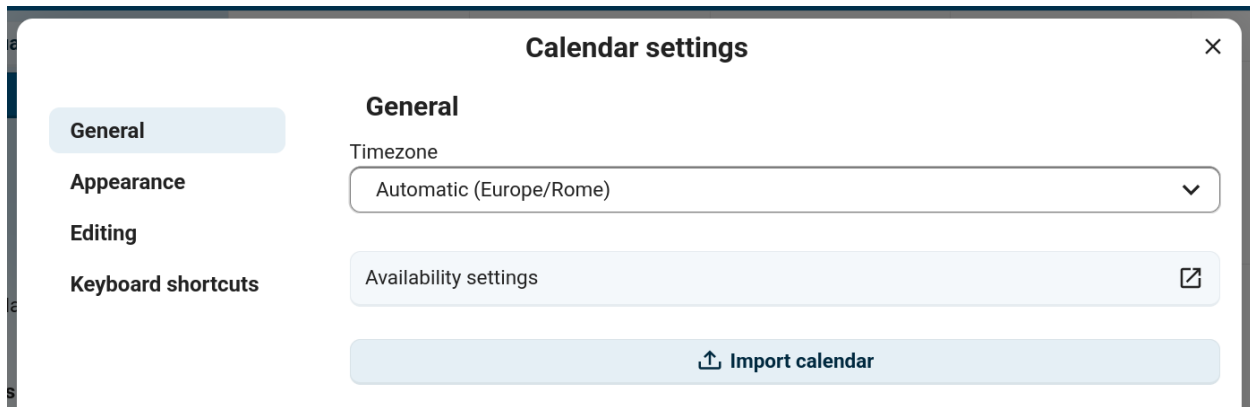 Calendar settings
General
Appearance
Editing
Keyboard shortcuts
General
Timezone
Automatic (Europe/Rome)
Availability settings
Import calendar